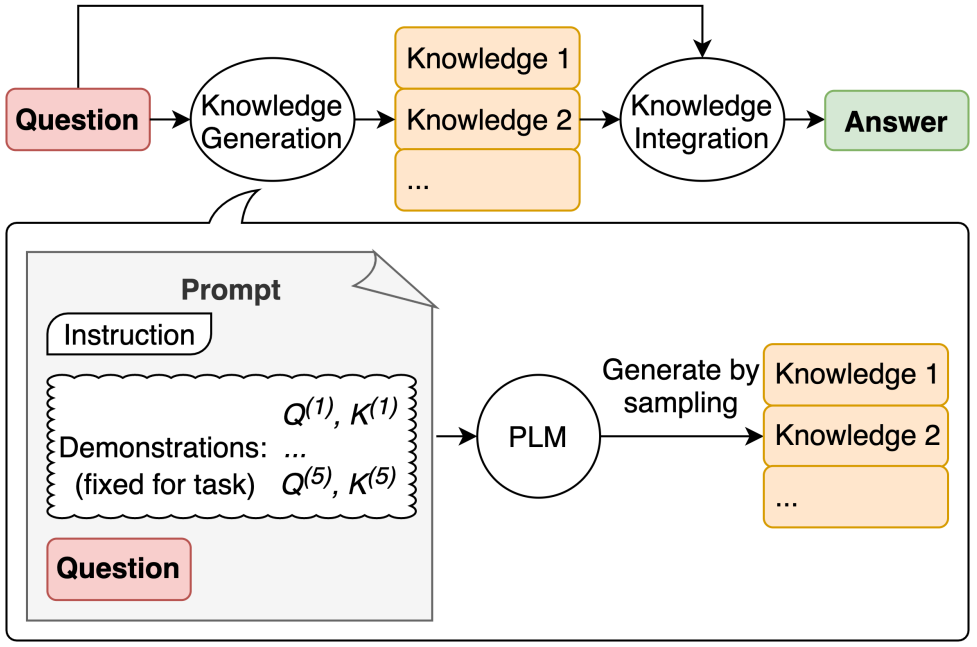 Question
Knowledge
Generation
Knowledge 1
Knowledge 2
...
Knowledge
Integration
Answer
Prompt
Instruction
Q(1), K(1)
Demonstrations: ...
(fixed for task) Q(5), K(5)
Question
PLM
Generate by
sampling
Knowledge 1
Knowledge 2
...